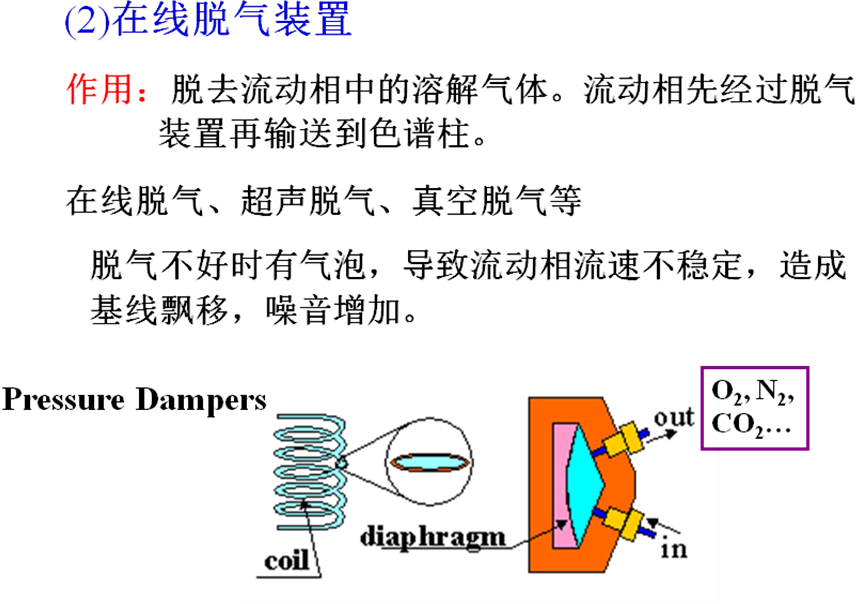 (2)在线脱气装置
作用：脱去流动相中的溶解气体。流动相先经过脱气
装置再输送到色谱柱。
在线脱气、超声脱气、真空脱气等
脱气不好时有气泡，导致流动相流速不稳定，造成
基线飘移，噪音增加。
Pressure Dampers
O₂, N₂,
CO₂…
out
diaphragm
in
coil